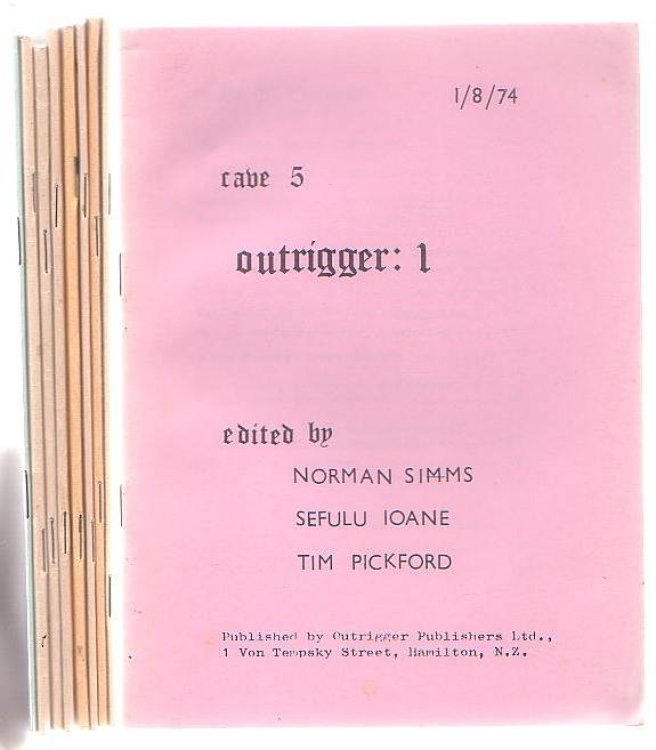 1/8/74
cave 5
outrigger: 1
edited by
NORMAN SIMMS
SEFULU IOANE
TIM PICKFORD
Published by Outrigger Publishers Ltd.,
1 Von Tempsky Street, Hamilton, N.Z.